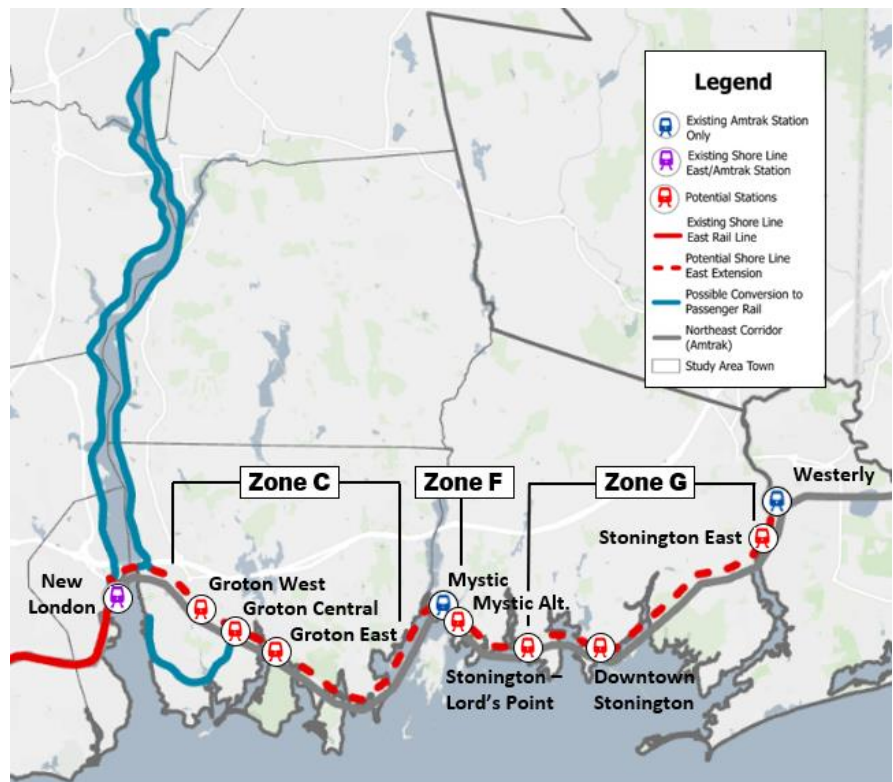 Legend
Existing Amtrak Station
Only
Existing Shore Line
East/Amtrak Station
Potential Stations
Existing Shore Line
East Rail Line
Potential Shore Line
East Extension
Possible Conversion to
Passenger Rail
Northeast Corridor
(Amtrak)
Study Area Town
Zone C
Zone F
Zone G
Westerly
Stonington East
New
London
Groton West
Groton Central
Groton East
Mystic
Mystic Alt.
Stonington –
Lord's Point
Downtown
Stonington